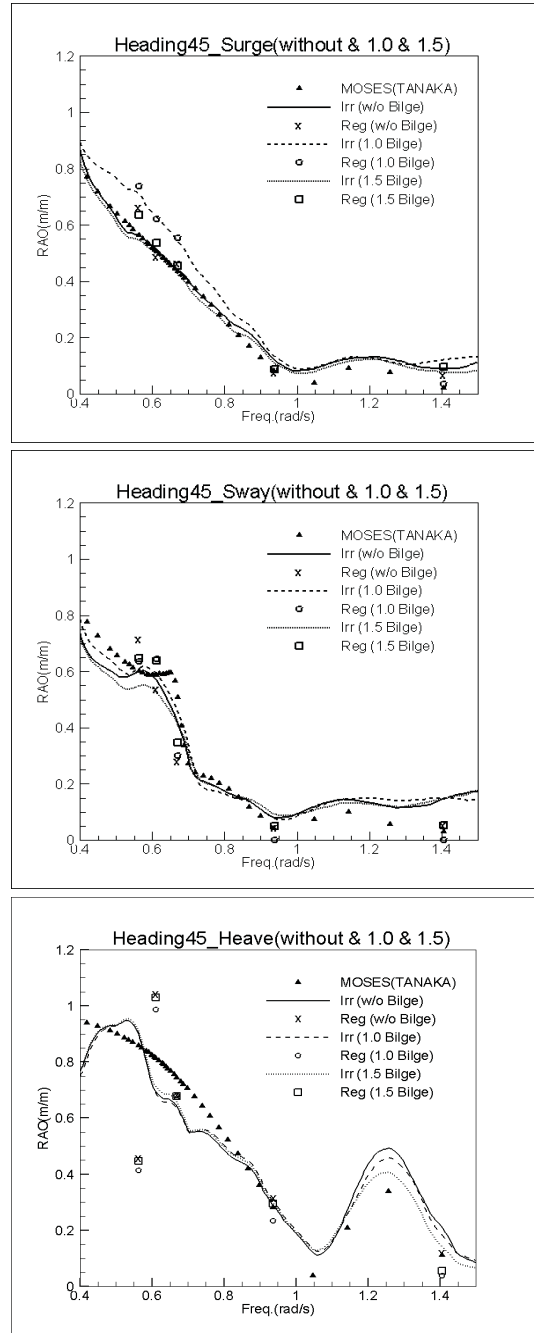 Heading45_Surge(without & 1.0 & 1.5)
1.2
1
0.8
0.6
0.4
0.2
0
RAO(m/m)
MOSES(TANAKA)
Irr (w/o Bilge)
Reg (w/o Bilge)
Irr (1.0 Bilge)
Reg (1.0 Bilge)
Irr (1.5 Bilge)
Reg (1.5 Bilge)
0.4
0.6
0.8
1
1.2
1.4
Freq.(rad/s)
Heading45_Sway(without & 1.0 & 1.5)
1.2
1
0.8
0.6
0.4
0.2
0
RAO(m/m)
MOSES(TANAKA)
Irr (w/o Bilge)
Reg (w/o Bilge)
Irr (1.0 Bilge)
Reg (1.0 Bilge)
Irr (1.5 Bilge)
Reg (1.5 Bilge)
0.4
0.6
0.8
1
1.2
1.4
Freq.(rad/s)
Heading45_Heave(without & 1.0 & 1.5)
1.2
1
0.8
0.6
0.4
0.2
0
RAO(m/m)
MOSES(TANAKA)
Irr (w/o Bilge)
Reg (w/o Bilge)
Irr (1.0 Bilge)
Reg (1.0 Bilge)
Irr (1.5 Bilge)
Reg (1.5 Bilge)
0.4
0.6
0.8
1
1.2
1.4
Freq.(rad/s)